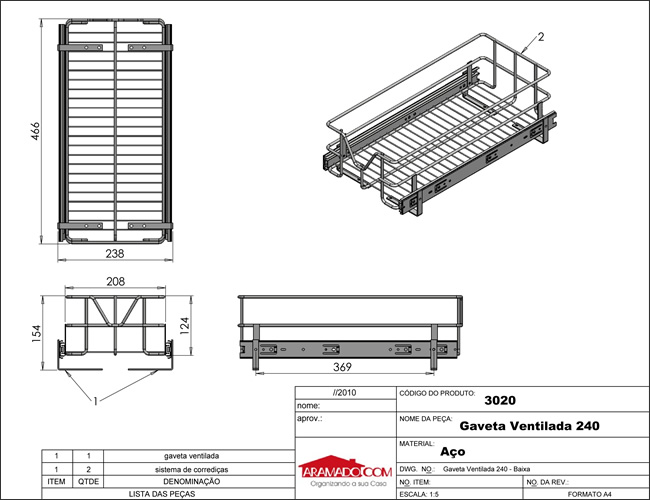 466
238
2
208
154
124
1
369
//2010
nome:
aprov.:
CÓDIGO DO PRODUTO: 3020
NOME DA PEÇA:
Gaveta Ventilada 240
MATERIAL:
Aço
DWG. NO.: Gaveta Ventilada 240 - Baixa
NO. ITEM: NO. DA REV.:
ESCALA: 1:5 FORMATO A4
ARAMADO.COM
Organizando a sua Casa
1 1 gaveta ventilada
1 2 sistema de corrediças
ITEM QTDE DENOMINAÇÃO
LISTA DAS PEÇAS